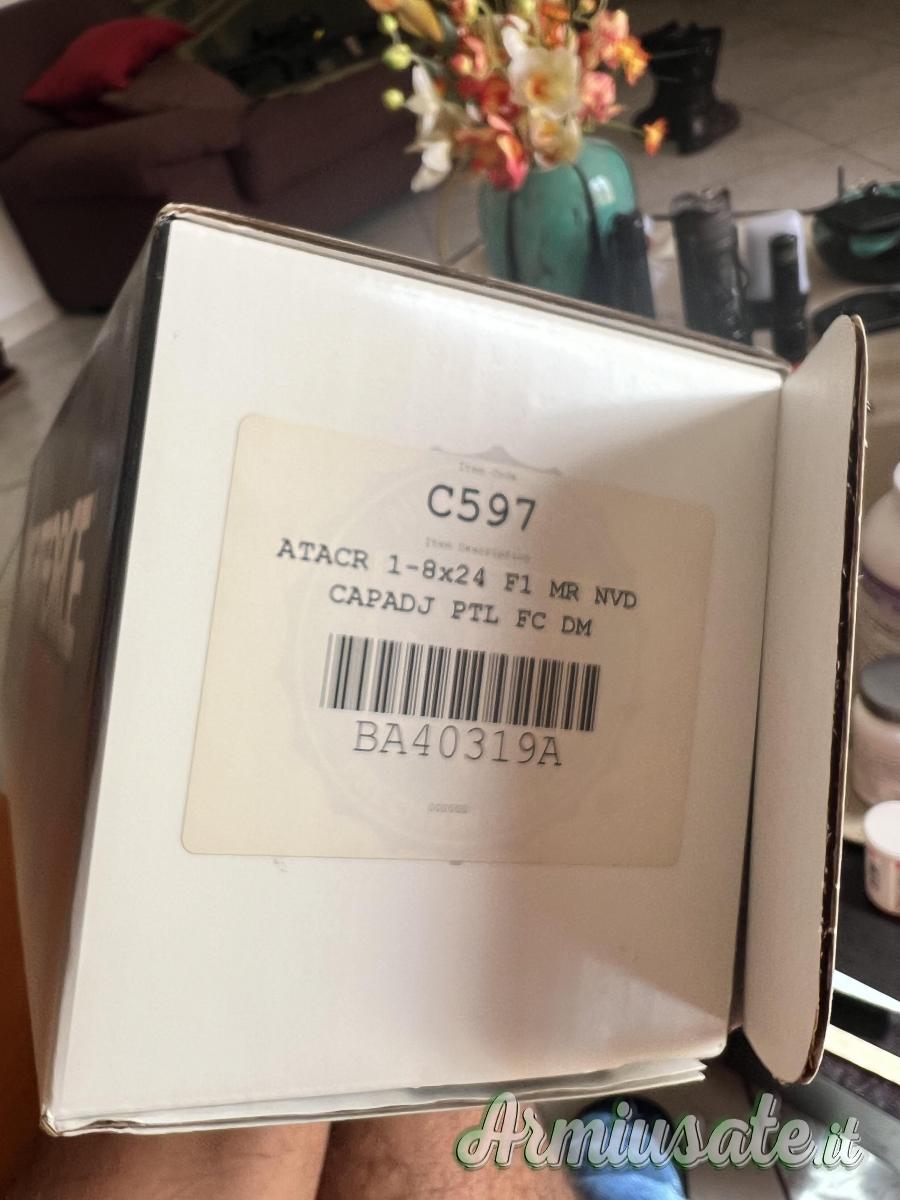 Item Code
C597
Item Description
ATACR 1-8x24 F1 MR NVD
CAPADJ PTL FC DM
BA40319A
Armiusate.it